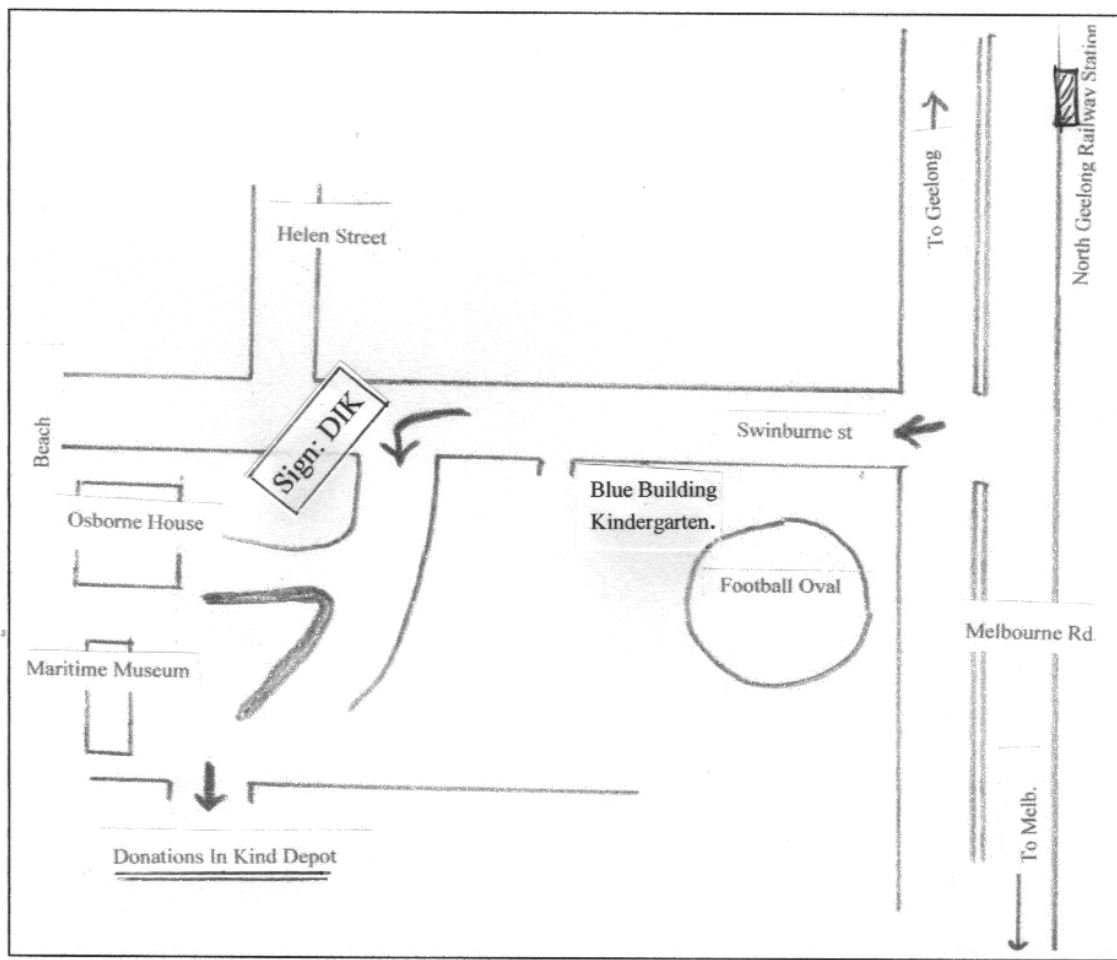 North Geelong Railway Station
To Geelong
Helen Street
Sign: DIK
Swinburne st
Beach
Blue Building
Kindergarten.
Osborne House
Football Oval
Melbourne Rd.
Maritime Museum
To Melb.
Donations In Kind Depot